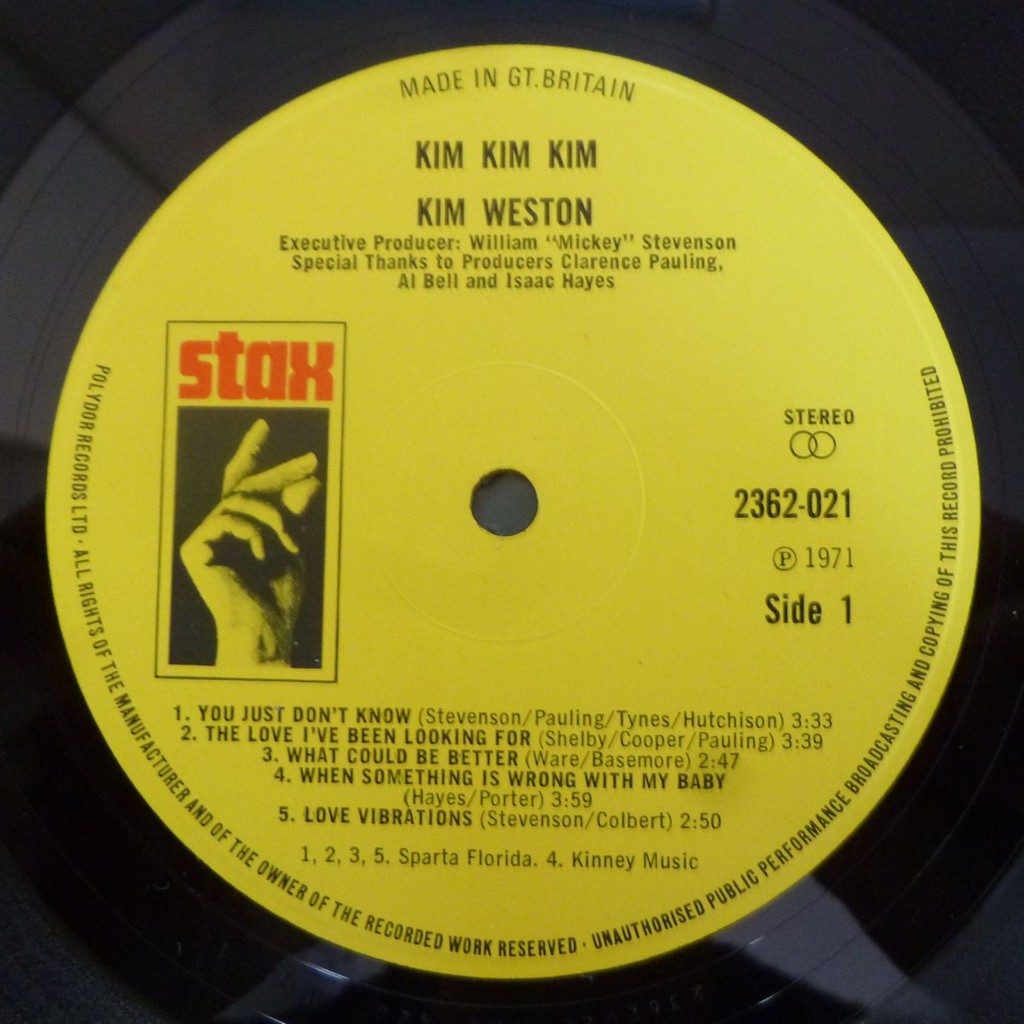 MADE IN GT.BRITAIN
KIM KIM KIM
KIM WESTON
Executive Producer: William "Mickey" Stevenson
Special Thanks to Producers Clarence Pauling,
Al Bell and Isaac Hayes
stax
STEREO
2362-021
Ⓟ 1971
Side 1
1. YOU JUST DON'T KNOW (Stevenson/Pauling/Tynes/Hutchison) 3:33
2. THE LOVE I'VE BEEN LOOKING FOR (Shelby/Cooper/Pauling) 3:39
3. WHAT COULD BE BETTER (Ware/Basemore) 2:47
4. WHEN SOMETHING IS WRONG WITH MY BABY
(Hayes/Porter) 3:59
5. LOVE VIBRATIONS (Stevenson/Colbert) 2:50
1, 2, 3, 5. Sparta Florida. 4. Kinney Music
POLYDOR RECORDS LTD · ALL RIGHTS OF THE MANUFACTURER AND OF THE OWNER OF THE RECORDED WORK RESERVED · UNAUTHORISED PUBLIC PERFORMANCE BROADCASTING AND COPYING OF THIS RECORD PROHIBITED